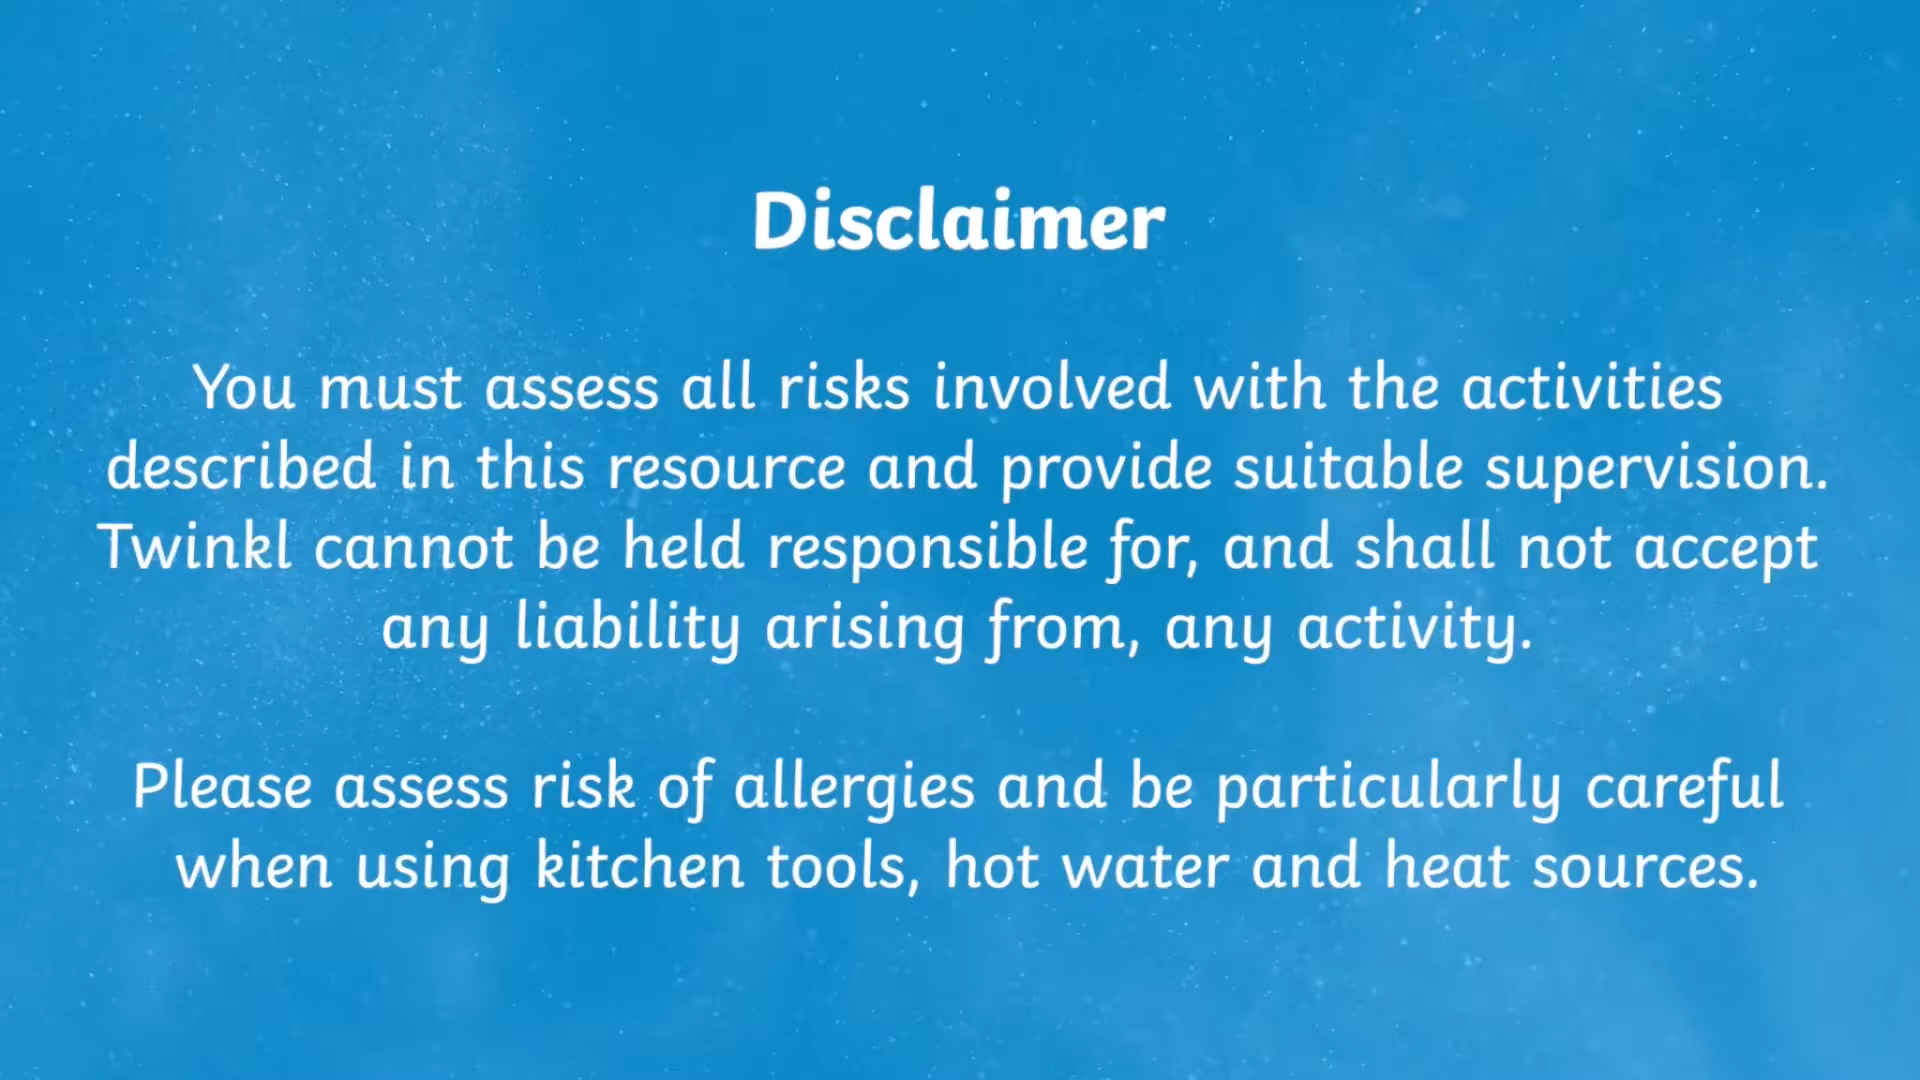 Disclaimer
You must assess all risks involved with the activities
described in this resource and provide suitable supervision.
Twinkl cannot be held responsible for, and shall not accept
any liability arising from, any activity.
Please assess risk of allergies and be particularly careful
when using kitchen tools, hot water and heat sources.